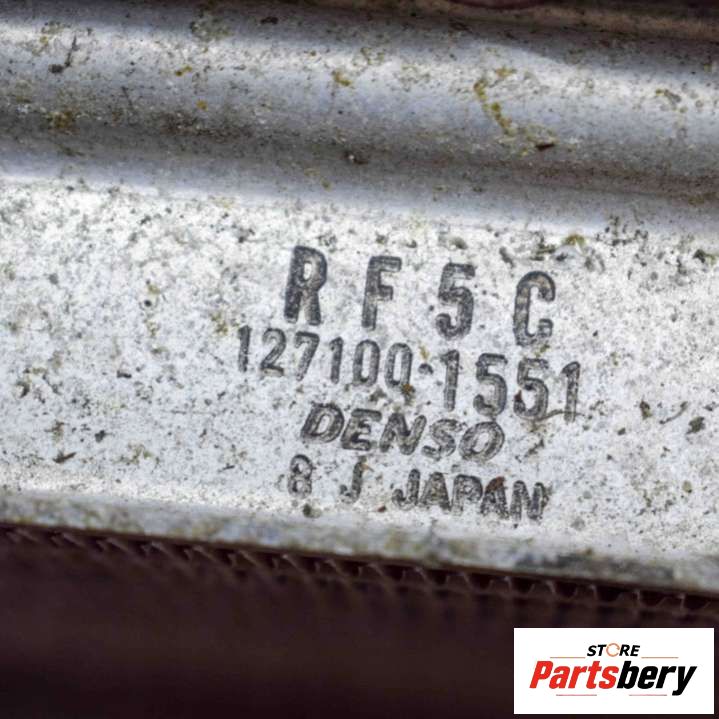 RF5C
127100-1551
DENSO
8 J JAPAN
STORE
Partsbery